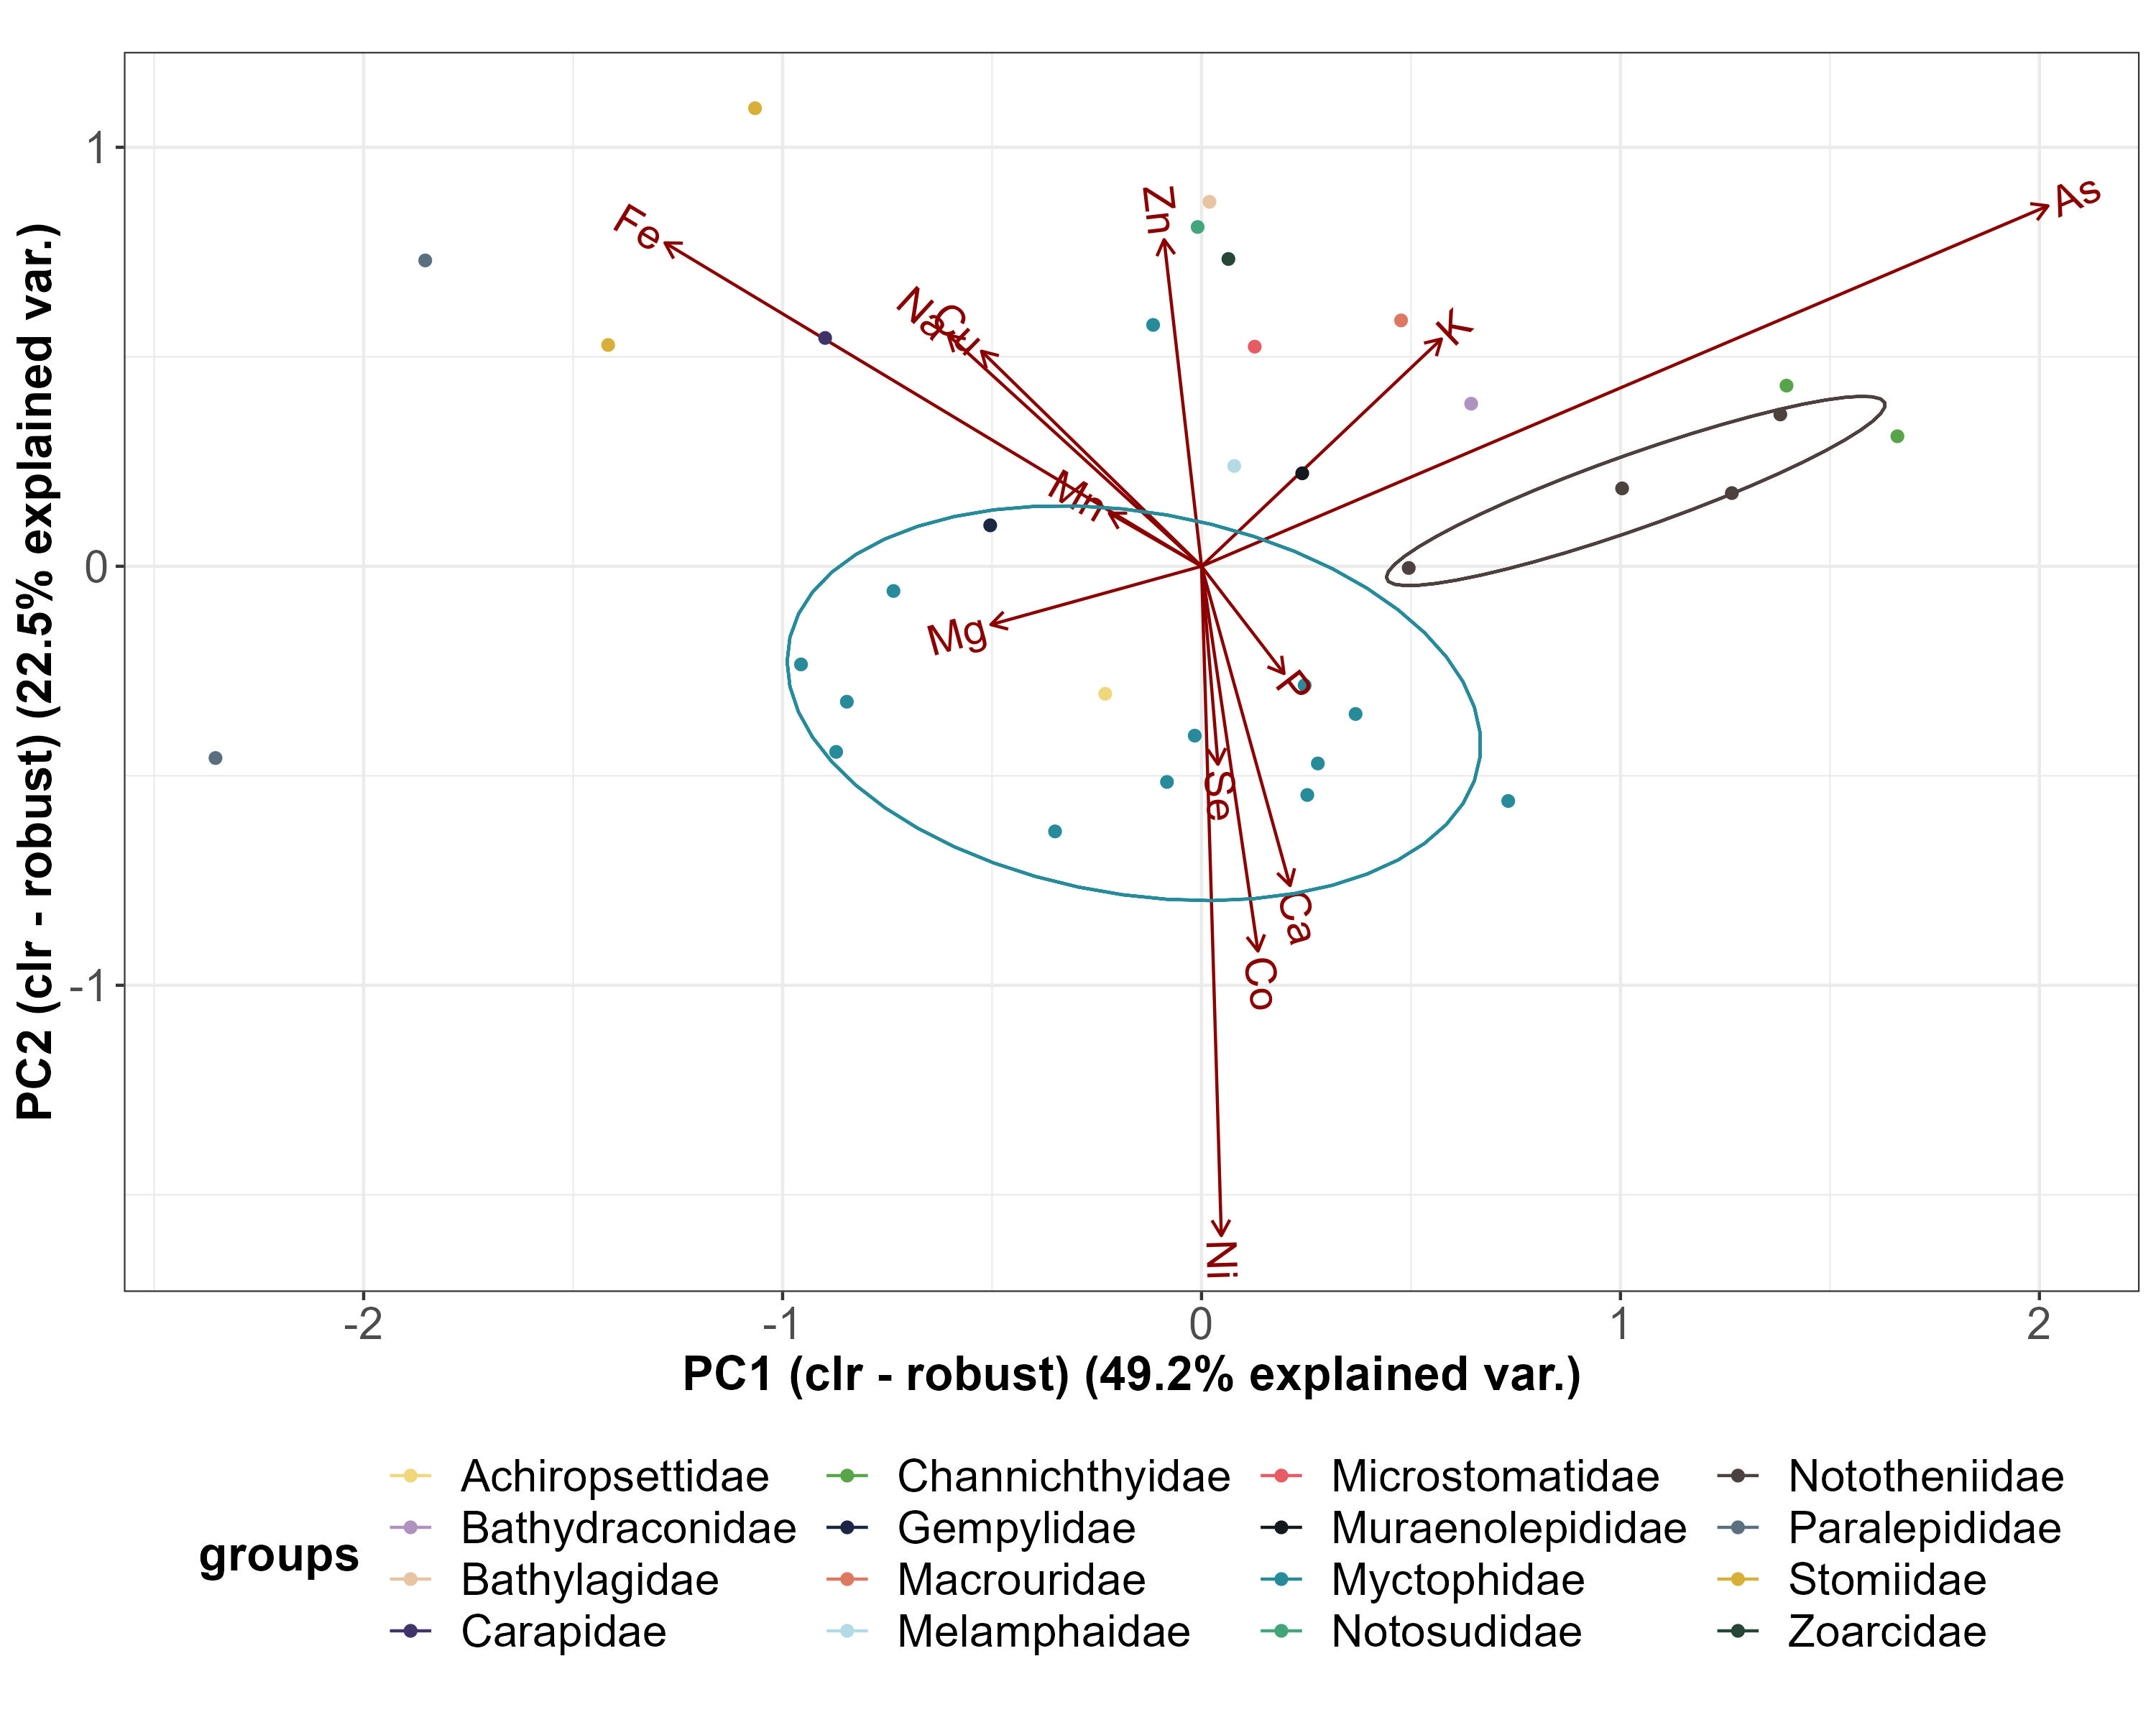 PC2 (clr - robust) (22.5% explained var.)
1
0
-1
As
Zn
Fe
Na
Cu
K
Mn
Mg
P
Se
Ca
Co
Ni
-2
-1
0
1
2
PC1 (clr - robust) (49.2% explained var.)
groups
Achiropsettidae
Bathydraconidae
Bathylagidae
Carapidae
Channichthyidae
Gempylidae
Macrouridae
Melamphaidae
Microstomatidae
Muraenolepididae
Myctophidae
Notosudidae
Nototheniidae
Paralepididae
Stomiidae
Zoarcidae